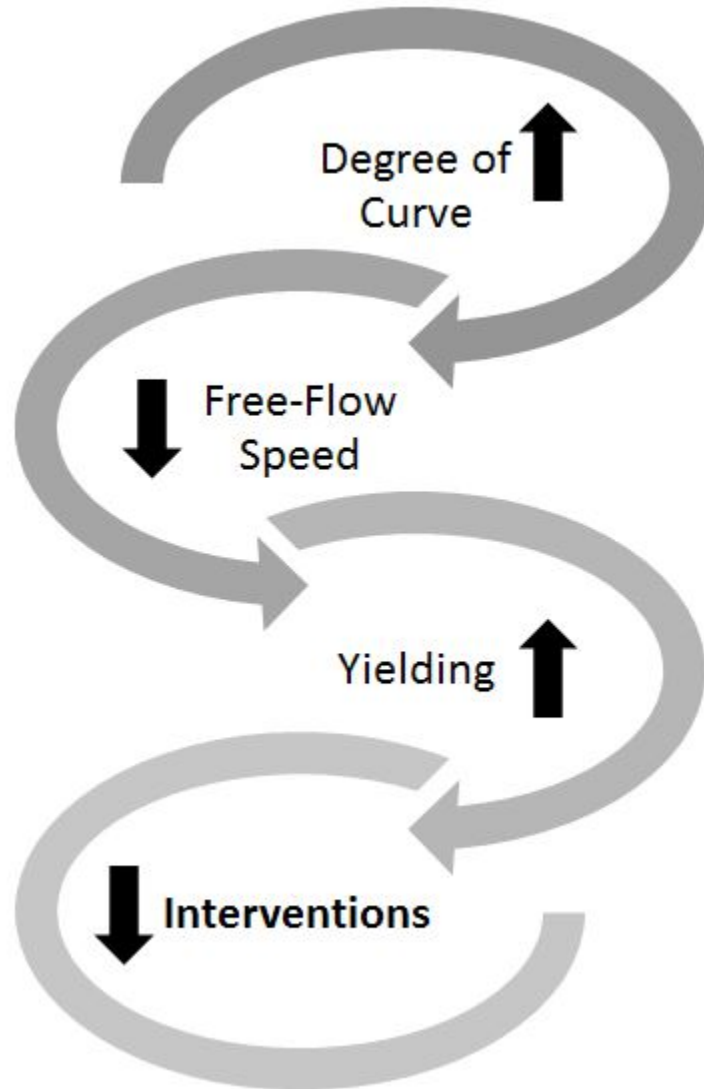 Degree of
Curve
Free-Flow
Speed
Yielding
Interventions